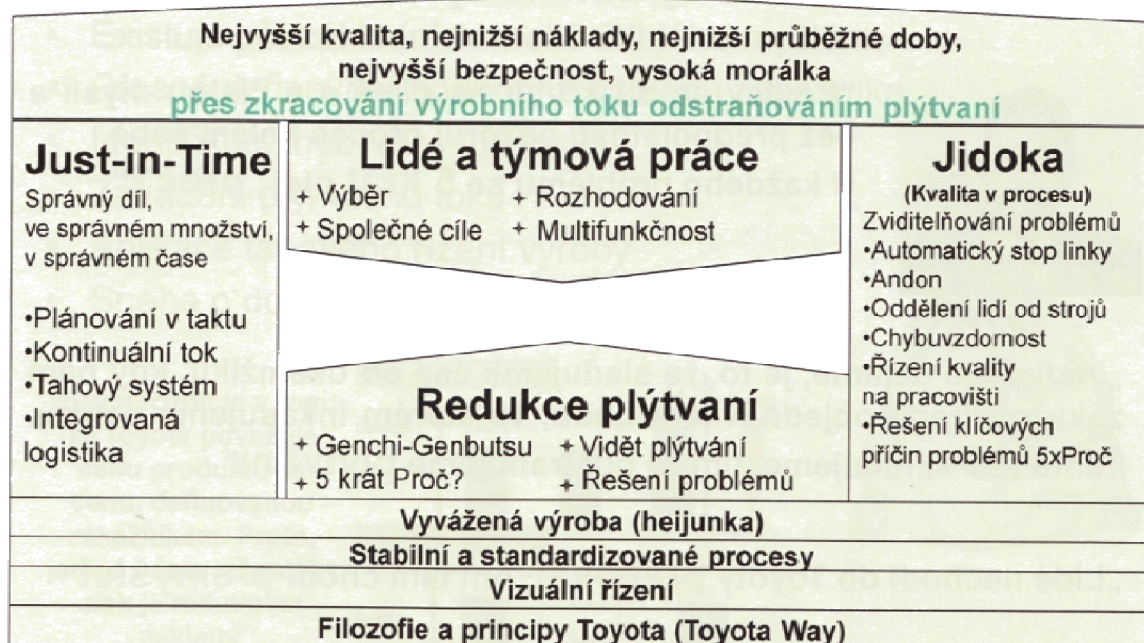 Nejvyšší kvalita, nejnižší náklady, nejnižší průběžné doby,
nejvyšší bezpečnost, vysoká morálka
přes zkracování výrobního toku odstraňováním plýtvaní
Just-in-Time
Správný díl,
ve správném množství,
v správném čase
•Plánování v taktu
•Kontinuální tok
•Tahový systém
•Integrovaná
logistika
Lidé a týmová práce
+ Výběr
+ Společné cíle
+ Rozhodování
+ Multifunkčnost
Redukce plýtvaní
+ Genchi-Genbutsu
+ 5 krát Proč?
+ Vidět plýtvání
+ Řešení problémů
Jidoka
(Kvalita v procesu)
Zviditelňování problémů
•Automatický stop linky
•Andon
•Oddělení lidí od strojů
•Chybuvzdornost
•Řízení kvality
na pracovišti
•Řešení klíčových
příčin problémů 5xProč
Vyvážená výroba (heijunka)
Stabilní a standardizované procesy
Vizuální řízení
Filozofie a principy Toyota (Toyota Way)